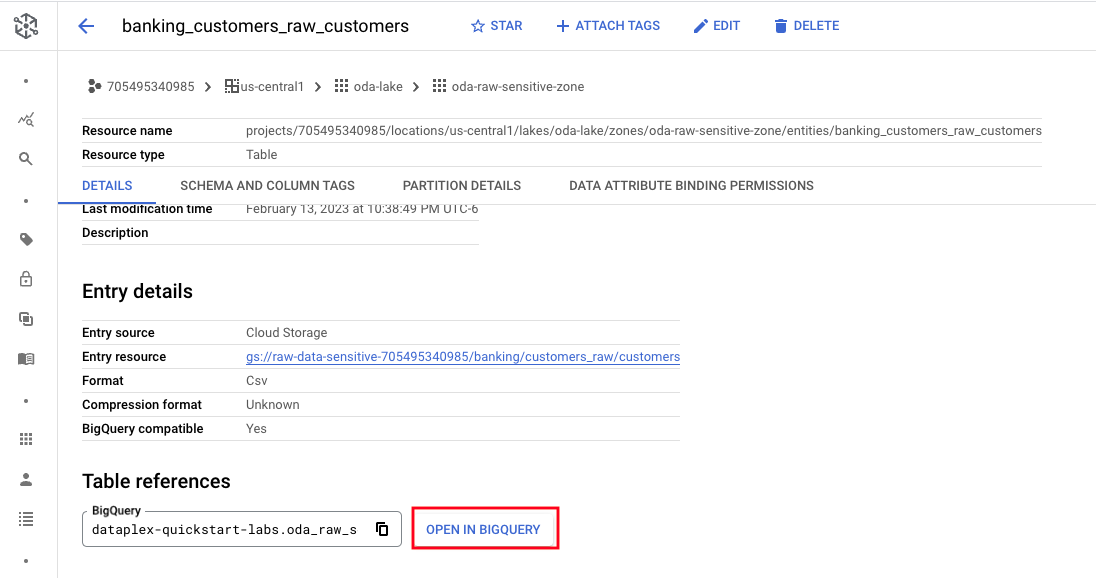 banking_customers_raw_customers
STAR
ATTACH TAGS
EDIT
DELETE
705495340985
us-central1
oda-lake
oda-raw-sensitive-zone
Resource name projects/705495340985/locations/us-central1/lakes/oda-lake/zones/oda-raw-sensitive-zone/entities/banking_customers_raw_customers
Resource type Table
DETAILS
SCHEMA AND COLUMN TAGS
PARTITION DETAILS
DATA ATTRIBUTE BINDING PERMISSIONS
Last modification time February 13, 2023 at 10:38:49 PM UTC-6
Description
Entry details
Entry source Cloud Storage
Entry resource gs://raw-data-sensitive-705495340985/banking/customers_raw/customers
Format Csv
Compression format Unknown
BigQuery compatible Yes
Table references
BigQuery
dataplex-quickstart-labs.oda_raw_s
OPEN IN BIGQUERY